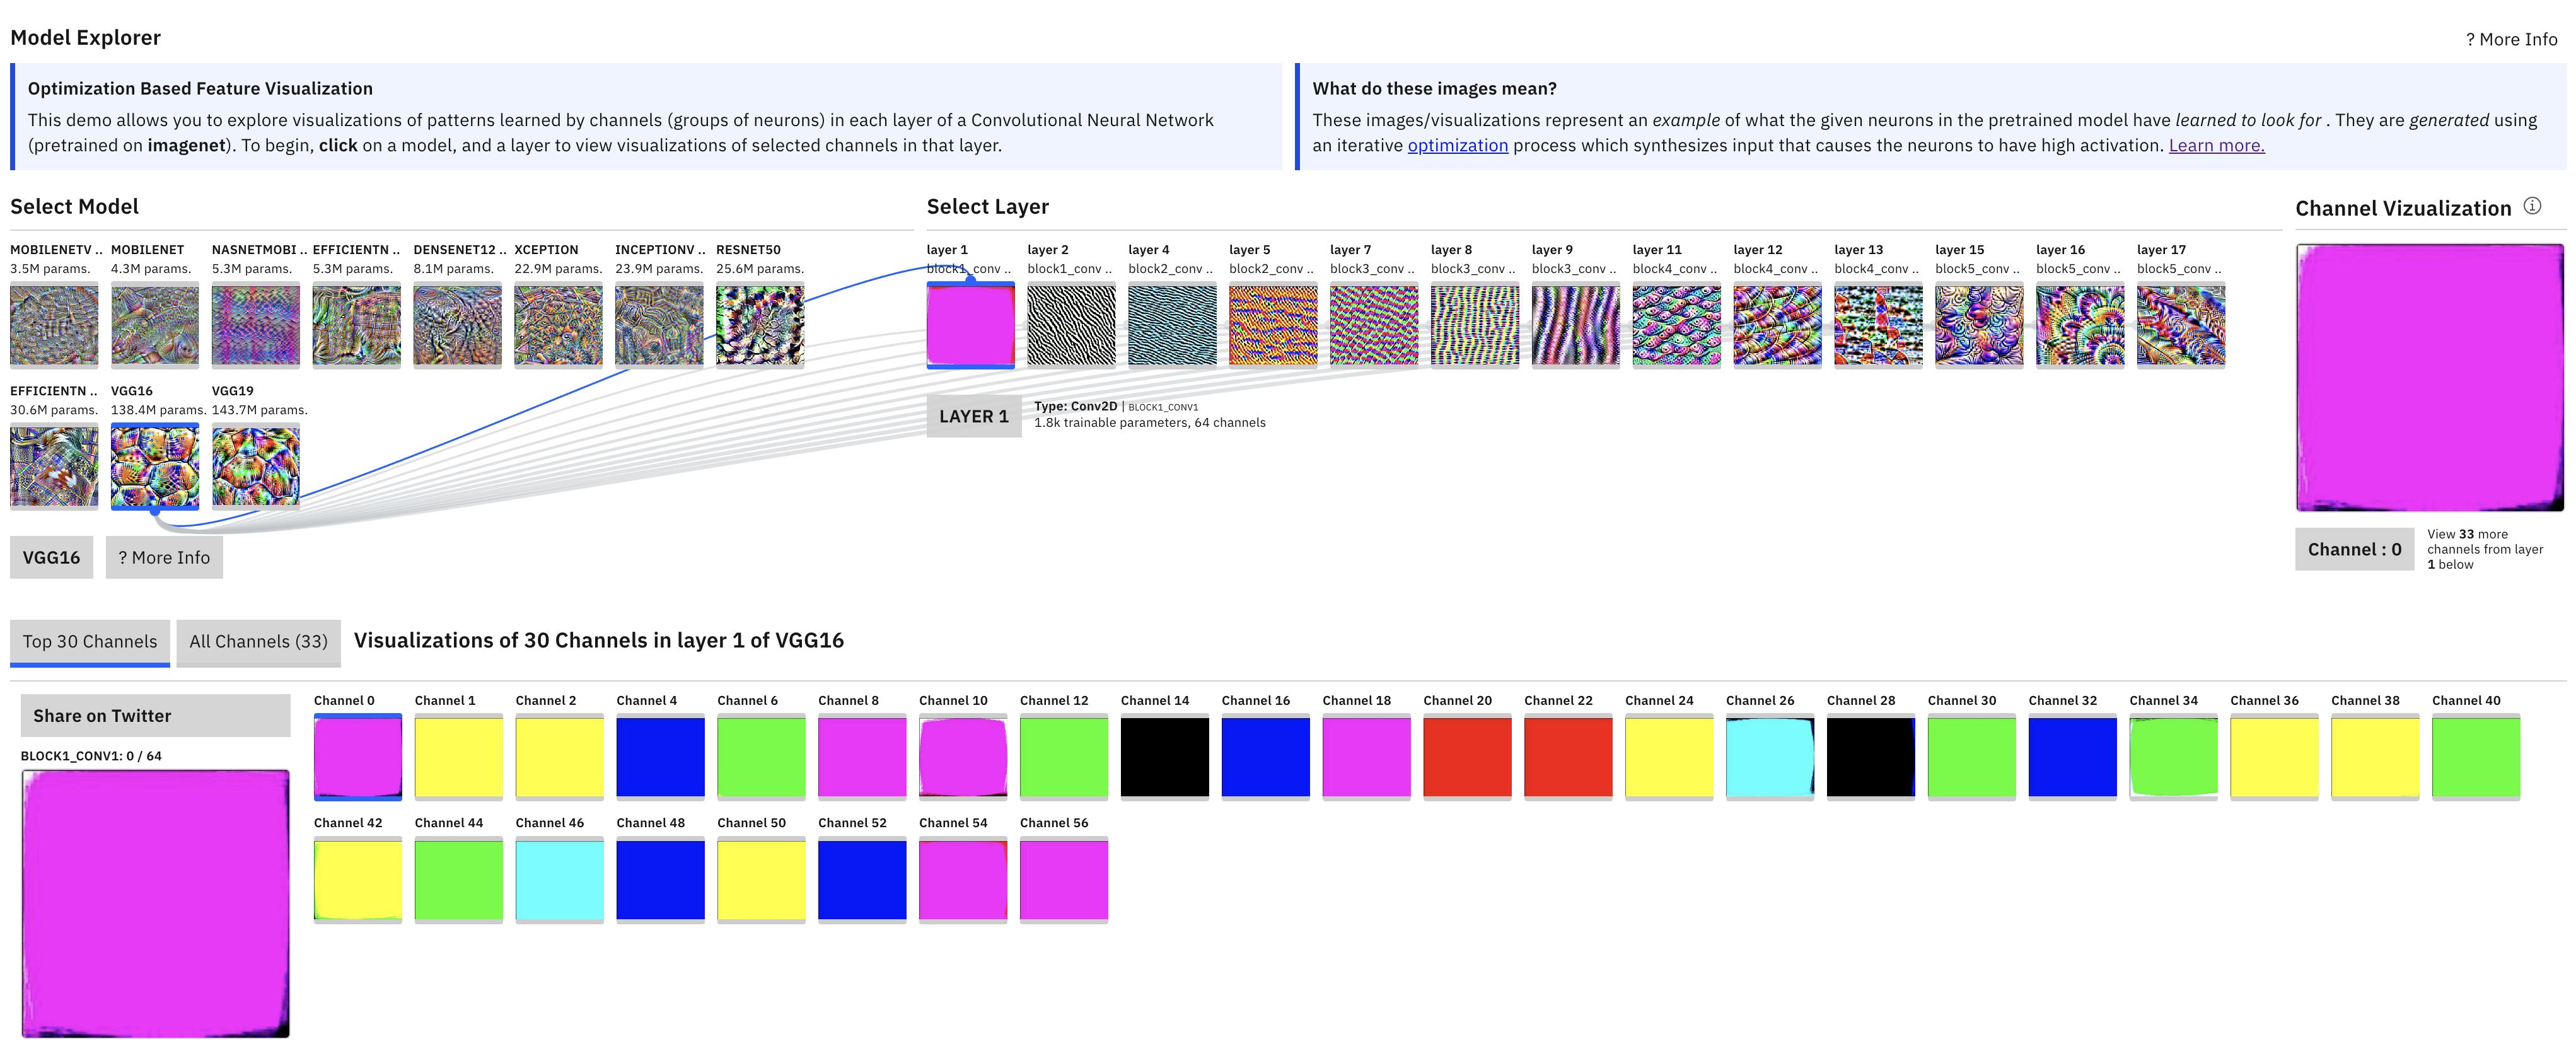 Model Explorer
? More Info
Optimization Based Feature Visualization
This demo allows you to explore visualizations of patterns learned by channels (groups of neurons) in each layer of a Convolutional Neural Network
(pretrained on imagenet). To begin, click on a model, and a layer to view visualizations of selected channels in that layer.
What do these images mean?
These images/visualizations represent an example of what the given neurons in the pretrained model have learned to look for . They are generated using
an iterative optimization process which synthesizes input that causes the neurons to have high activation. Learn more.
Select Model
MOBILENETV .. MOBILENET NASNETMOBI .. EFFICIENTN .. DENSENET12 .. XCEPTION INCEPTIONV .. RESNET50
3.5M params. 4.3M params. 5.3M params. 5.3M params. 8.1M params. 22.9M params. 23.9M params. 25.6M params.
EFFICIENTN .. VGG16 VGG19
30.6M params. 138.4M params. 143.7M params.
VGG16 ? More Info
Select Layer
layer 1 layer 2 layer 4 layer 5 layer 7 layer 8 layer 9 layer 11 layer 12 layer 13 layer 15 layer 16 layer 17
block1_conv .. block1_conv .. block2_conv .. block2_conv .. block3_conv .. block3_conv .. block3_conv .. block4_conv .. block4_conv .. block4_conv .. block5_conv .. block5_conv .. block5_conv ..
LAYER 1
Type: Conv2D | BLOCK1_CONV1
1.8k trainable parameters, 64 channels
Channel Vizualization
Channel : 0
View 33 more
channels from layer
1 below
Top 30 Channels All Channels (33) Visualizations of 30 Channels in layer 1 of VGG16
Share on Twitter
BLOCK1_CONV1: 0 / 64
Channel 0 Channel 1 Channel 2 Channel 4 Channel 6 Channel 8 Channel 10 Channel 12 Channel 14 Channel 16 Channel 18 Channel 20 Channel 22 Channel 24 Channel 26 Channel 28 Channel 30 Channel 32 Channel 34 Channel 36 Channel 38 Channel 40
Channel 42 Channel 44 Channel 46 Channel 48 Channel 50 Channel 52 Channel 54 Channel 56